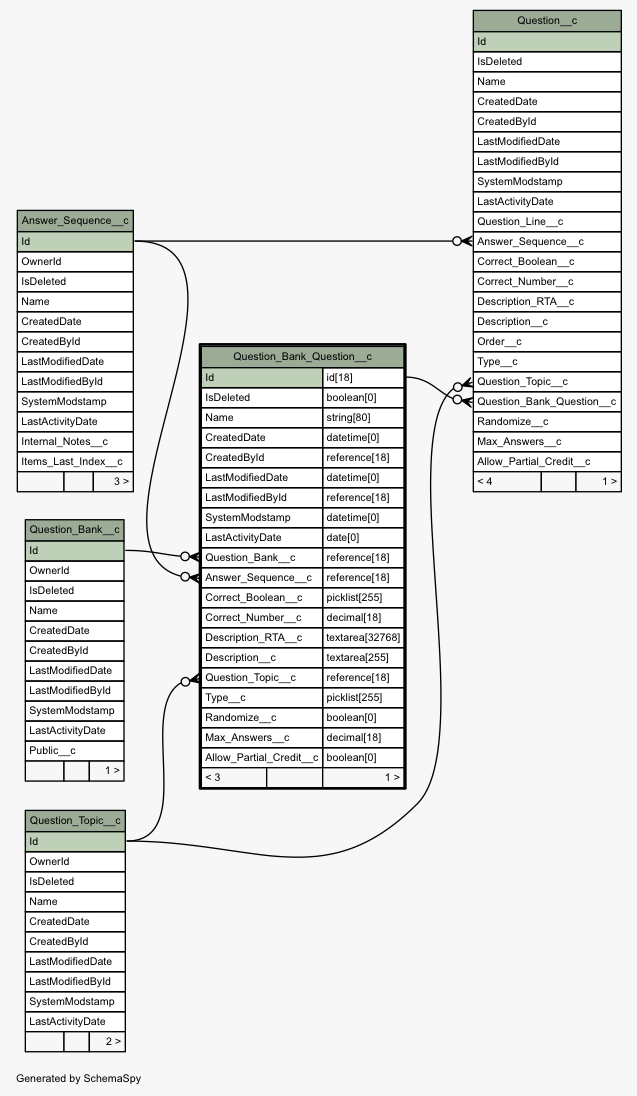 Question__c
Id
IsDeleted
Name
CreatedDate
CreatedById
LastModifiedDate
LastModifiedById
SystemModstamp
LastActivityDate
Question_Line__c
Answer_Sequence__c
Correct_Boolean__c
Correct_Number__c
Description_RTA__c
Description__c
Order__c
Type__c
Question_Topic__c
Question_Bank_Question__c
Randomize__c
Max_Answers__c
Allow_Partial_Credit__c
< 4 1 >
Answer_Sequence__c
Id
OwnerId
IsDeleted
Name
CreatedDate
CreatedById
LastModifiedDate
LastModifiedById
SystemModstamp
LastActivityDate
Internal_Notes__c
Items_Last_Index__c
3 >
Question_Bank_Question__c
Id id[18]
IsDeleted boolean[0]
Name string[80]
CreatedDate datetime[0]
CreatedById reference[18]
LastModifiedDate datetime[0]
LastModifiedById reference[18]
SystemModstamp datetime[0]
LastActivityDate date[0]
Question_Bank__c reference[18]
Answer_Sequence__c reference[18]
Correct_Boolean__c picklist[255]
Correct_Number__c decimal[18]
Description_RTA__c textarea[32768]
Description__c textarea[255]
Question_Topic__c reference[18]
Type__c picklist[255]
Randomize__c boolean[0]
Max_Answers__c decimal[18]
Allow_Partial_Credit__c boolean[0]
< 3 1 >
Question_Bank__c
Id
OwnerId
IsDeleted
Name
CreatedDate
CreatedById
LastModifiedDate
LastModifiedById
SystemModstamp
LastActivityDate
Public__c
1 >
Question_Topic__c
Id
OwnerId
IsDeleted
Name
CreatedDate
CreatedById
LastModifiedDate
LastModifiedById
SystemModstamp
LastActivityDate
2 >
Generated by SchemaSpy